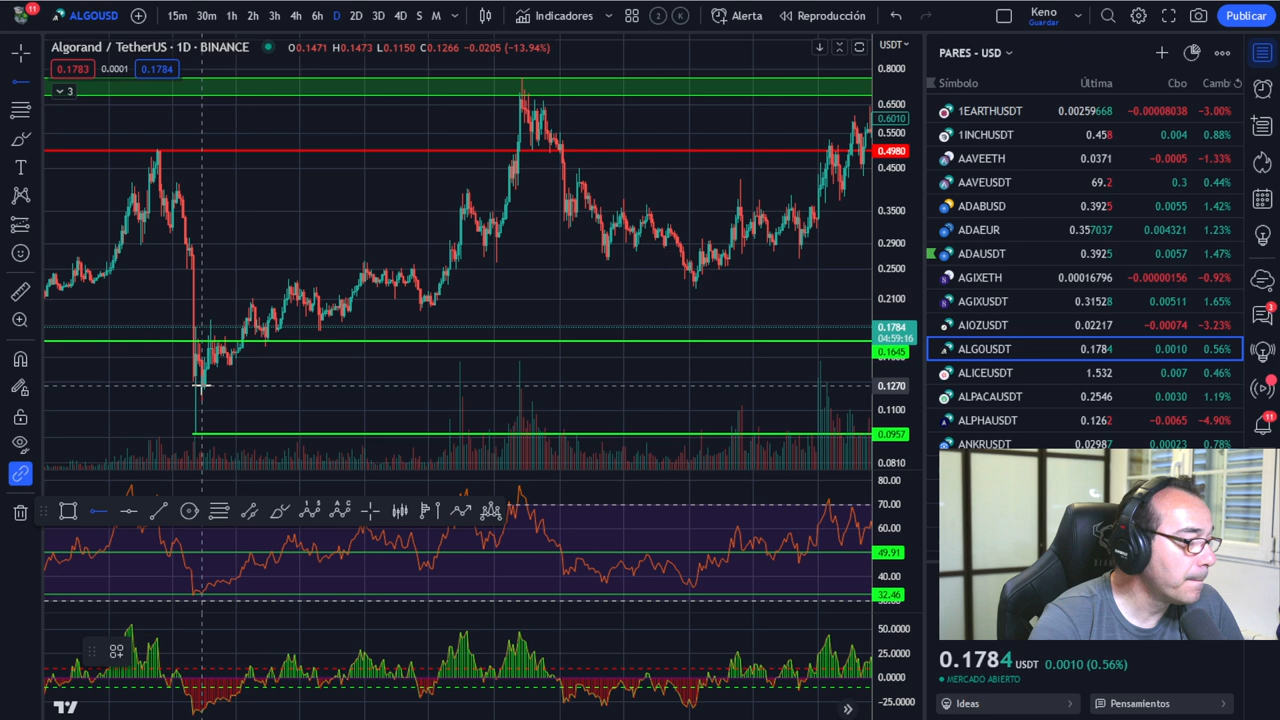 11
ALGOUSD
15m 30m 1h 2h 3h 4h 6h D 2D 3D 4D S M
Indicadores
2 K
Alerta
Reproducción
Keno
Guardar
Publicar
Algorand / TetherUS · 1D · BINANCE O0.1471 H0.1473 L0.1150 C0.1266 -0.0205 (-13.94%)
0.1783 0.0001 0.1784
3
USDT
0.8000
0.6500
0.6010
0.5500
0.4980
0.4500
0.3500
0.2900
0.2500
0.2100
0.1784
04:59:16
0.1645
0.1270
0.1100
0.0957
0.0810
80.00
70.00
60.00
49.91
40.00
32.46
50.0000
25.0000
0.0000
-25.0000
PARES - USD
Símbolo Última Cbo Camb
1EARTHUSDT 0.00259668 -0.00008038 -3.00%
1INCHUSDT 0.458 0.004 0.88%
AAVEETH 0.0371 -0.0005 -1.33%
AAVEUSDT 69.2 0.3 0.44%
ADABUSD 0.3925 0.0055 1.42%
ADAEUR 0.357037 0.004321 1.23%
ADAUSDT 0.3925 0.0057 1.47%
AGIXETH 0.00016796 -0.00000156 -0.92%
AGIXUSDT 0.31528 0.00511 1.65%
AIOZUSDT 0.02217 -0.00074 -3.23%
ALGOUSDT 0.1784 0.0010 0.56%
ALICEUSDT 1.532 0.007 0.46%
ALPACAUSDT 0.2546 0.0030 1.19%
ALPHAUSDT 0.1262 -0.0065 -4.90%
ANKRUSDT 0.02987 0.00023 0.78%
3
11
0.1784 USDT 0.0010 (0.56%)
MERCADO ABIERTO
Ideas
Pensamientos